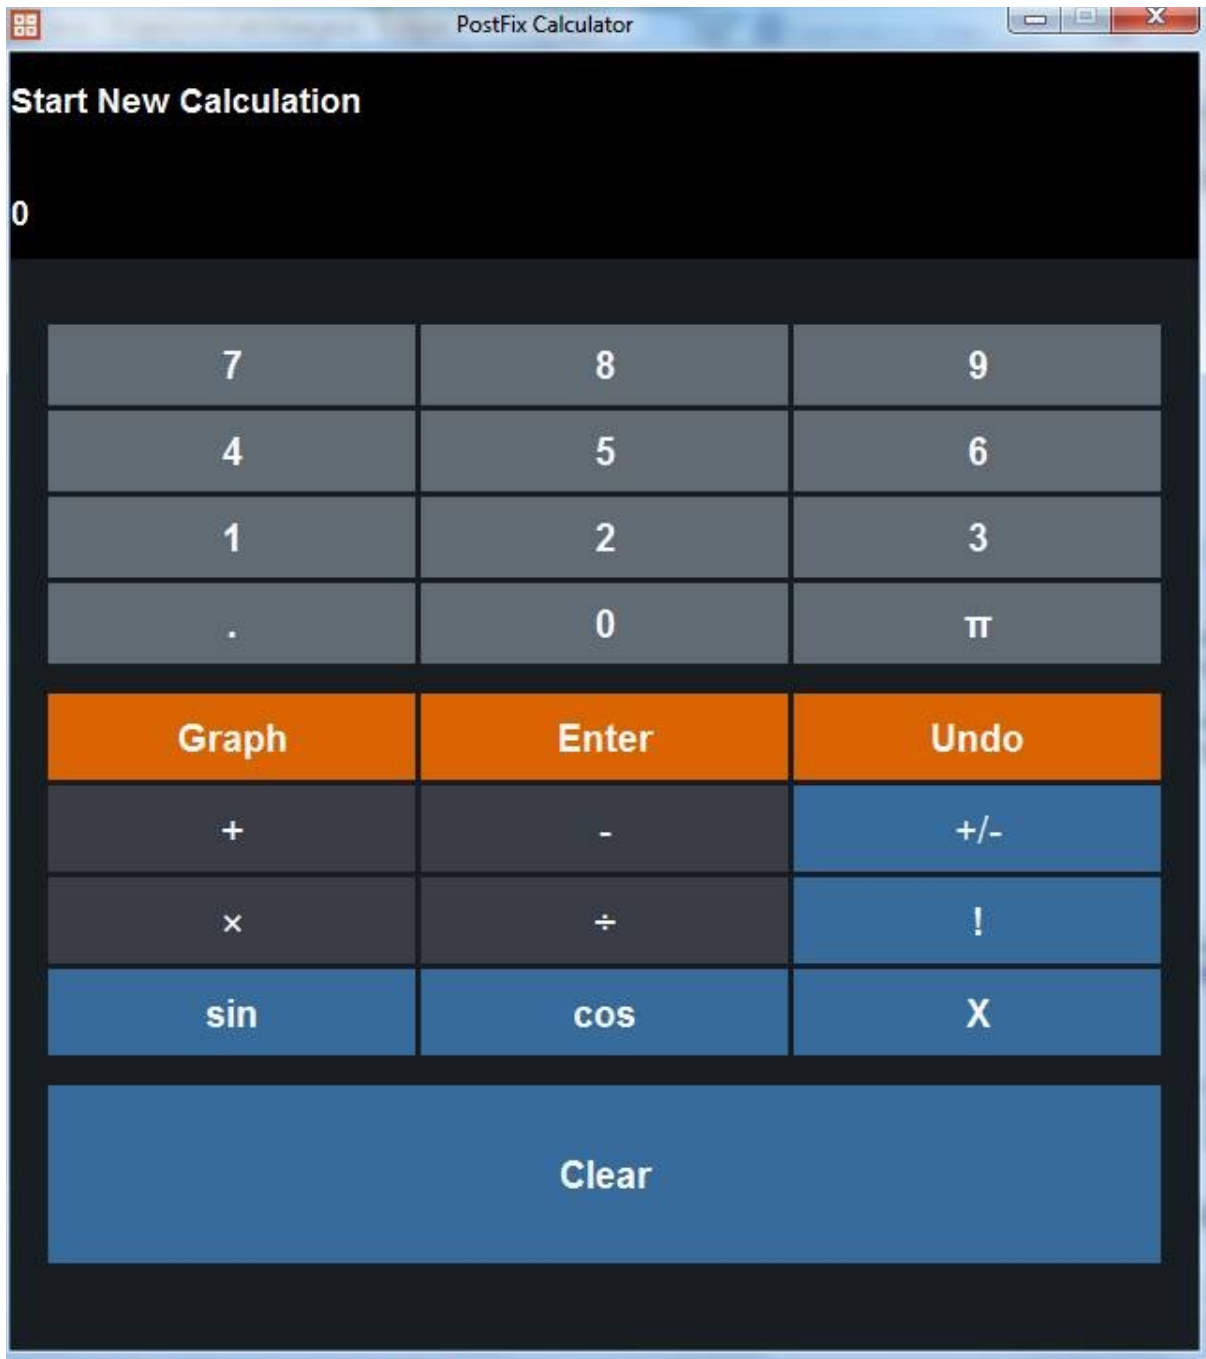 PostFix Calculator
Start New Calculation
0
7 8 9
4 5 6
1 2 3
. 0 π
Graph Enter Undo
+ - +/-
× ÷ !
sin cos X
Clear